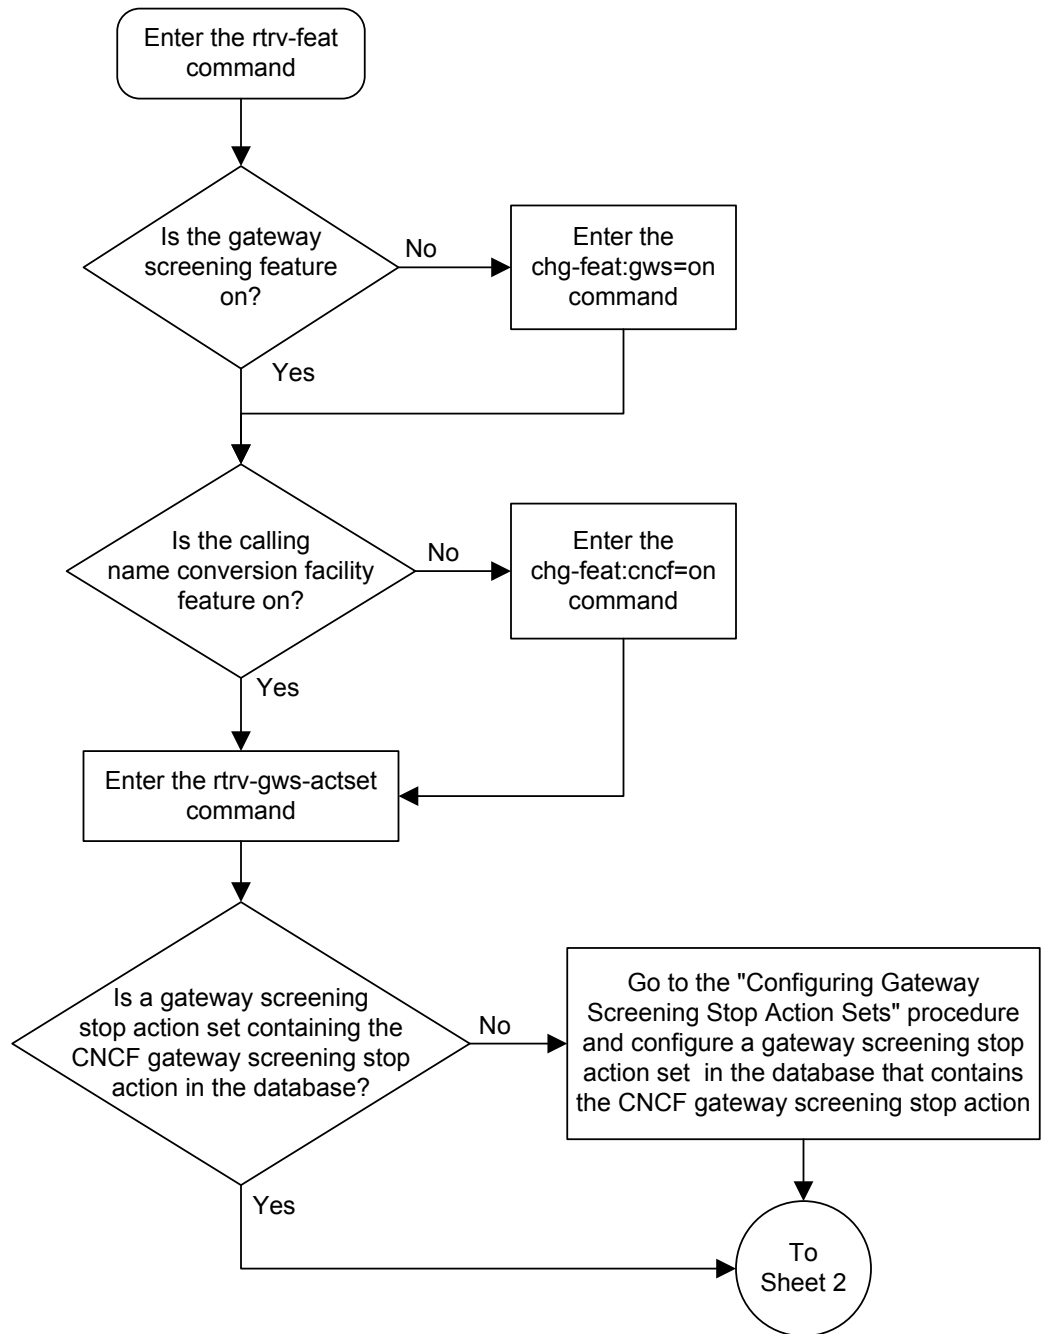 Enter the rtrv-feat
command
Is the gateway
screening feature
on?
No
Enter the
chg-feat:gws=on
command
Yes
Is the calling
name conversion facility
feature on?
No
Enter the
chg-feat:cncf=on
command
Yes
Enter the rtrv-gws-actset
command
Is a gateway screening
stop action set containing the
CNCF gateway screening stop
action in the database?
No
Go to the "Configuring Gateway
Screening Stop Action Sets" procedure
and configure a gateway screening stop
action set in the database that contains
the CNCF gateway screening stop action
Yes
To
Sheet 2